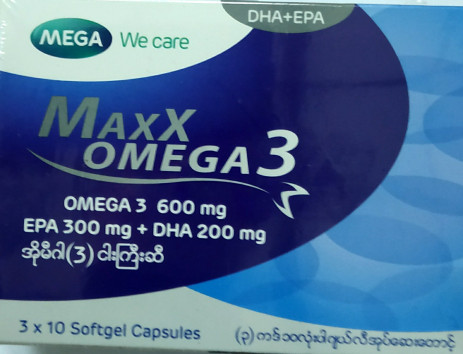 DHA+EPA
MEGA We care
MAXX
OMEGA 3
OMEGA 3 600 mg
EPA 300 mg + DHA 200 mg
အိုမီဂါ(3) ငါးကြီးဆီ
3 x 10 Softgel Capsules
(၃) ကဒ် ၁၀လုံးပါဂျယ်လီအုပ်ဆေးတောင့်